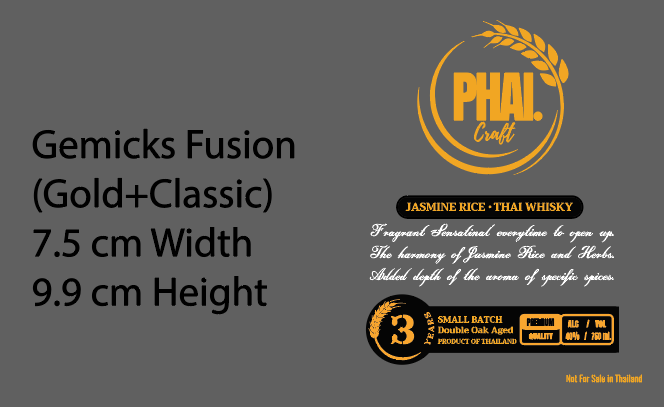 Gemicks Fusion
(Gold+Classic)
7.5 cm Width
9.9 cm Height
PHAI.
Craft
JASMINE RICE • THAI WHISKY
Fragrant Sensatinal everytime to open up.
The harmony of Jasmine Rice and Herbs.
Added depth of the aroma of specific spices.
3
YEARS
SMALL BATCH
Double Oak Aged
PRODUCT OF THAILAND
PREMIUM
QUALITY
ALC / VOL
40% / 750 ml.
Not For Sale in Thailand